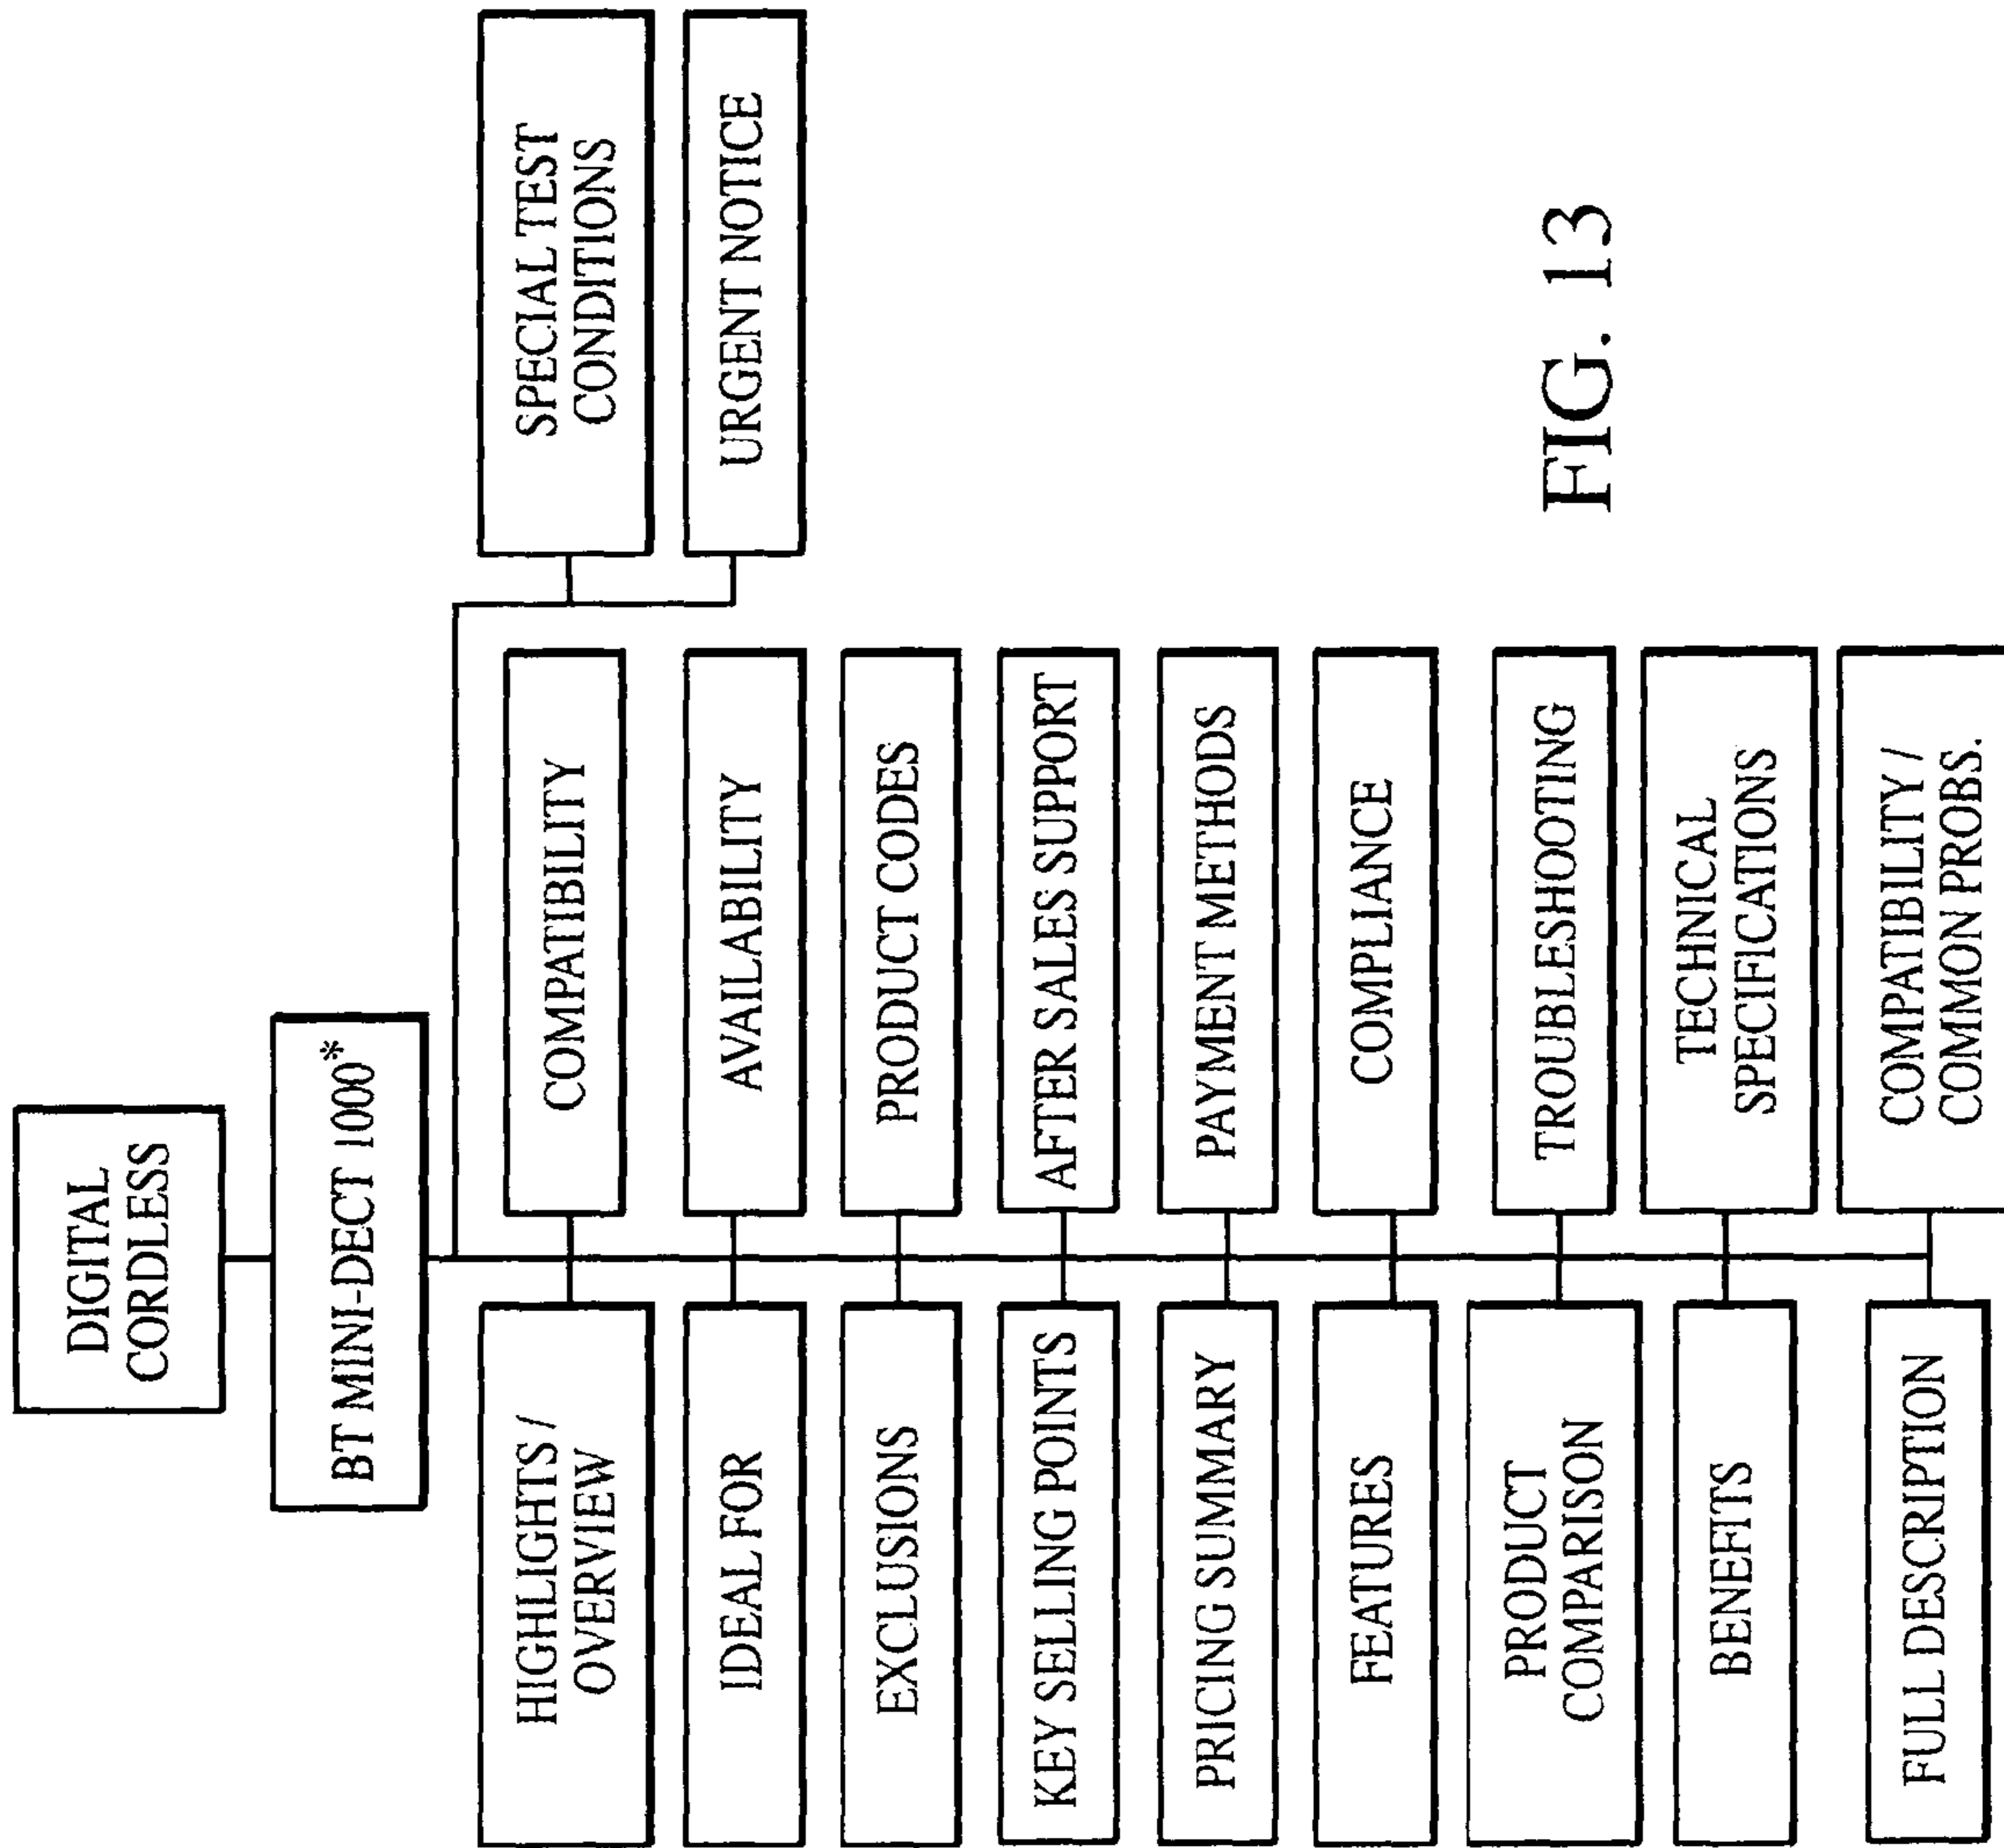 DIGITAL
CORDLESS
BT MINI-DECT 1000*
HIGHLIGHTS /
OVERVIEW
IDEAL FOR
EXCLUSIONS
KEY SELLING POINTS
PRICING SUMMARY
FEATURES
PRODUCT
COMPARISON
BENEFITS
FULL DESCRIPTION
COMPATIBILITY
AVAILABILITY
PRODUCT CODES
AFTER SALES SUPPORT
PAYMENT METHODS
COMPLIANCE
TROUBLESHOOTING
TECHNICAL
SPECIFICATIONS
COMPATIBILITY /
COMMON PROBS.
SPECIAL TEST
CONDITIONS
URGENT NOTICE
FIG. 13